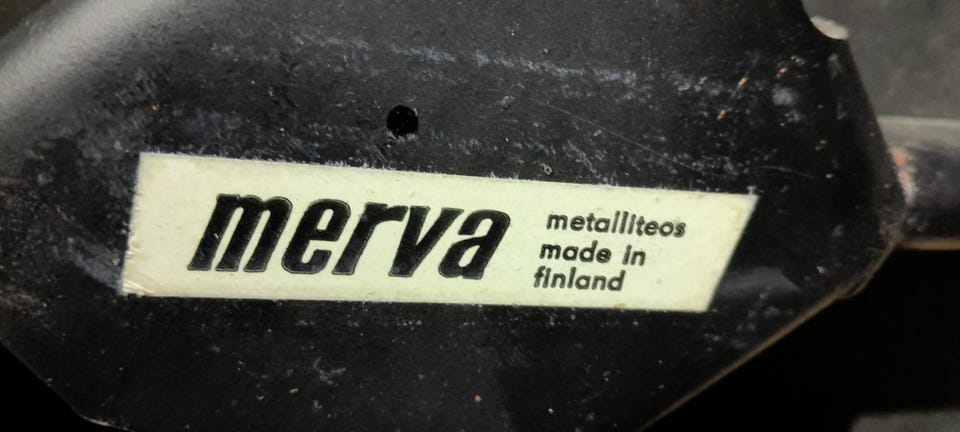 merva
metalliteos
made in
finland